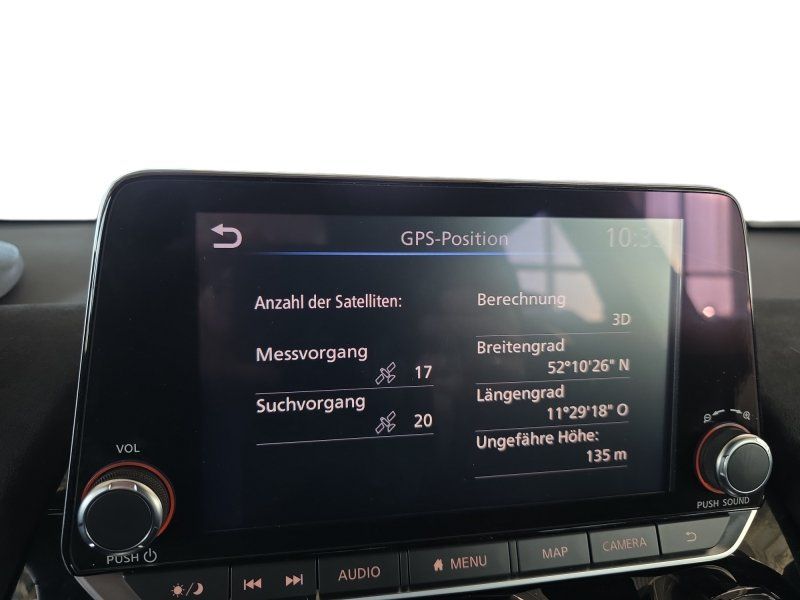 GPS-Position
Anzahl der Satelliten:
Messvorgang
17
Suchvorgang
20
Berechnung
3D
Breitengrad
52°10'26" N
Längengrad
11°29'18" O
Ungefähre Höhe:
135 m
VOL
PUSH
PUSH SOUND
AUDIO
MENU
MAP
CAMERA